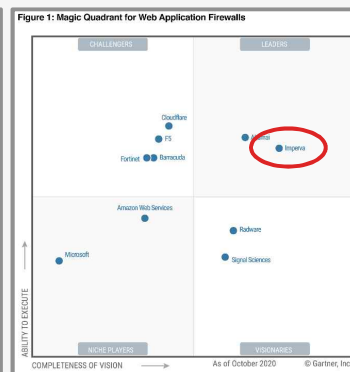 Figure 1: Magic Quadrant for Web Application Firewalls
CHALLENGERS
LEADERS
Cloudflare
F5
Fortinet
Barracuda
Imperva
Amazon Web Services
Radware
Microsoft
Signal Sciences
ABILITY TO EXECUTE
NICHE PLAYERS
VISIONARIES
COMPLETENESS OF VISION
As of October 2020
© Gartner, Inc